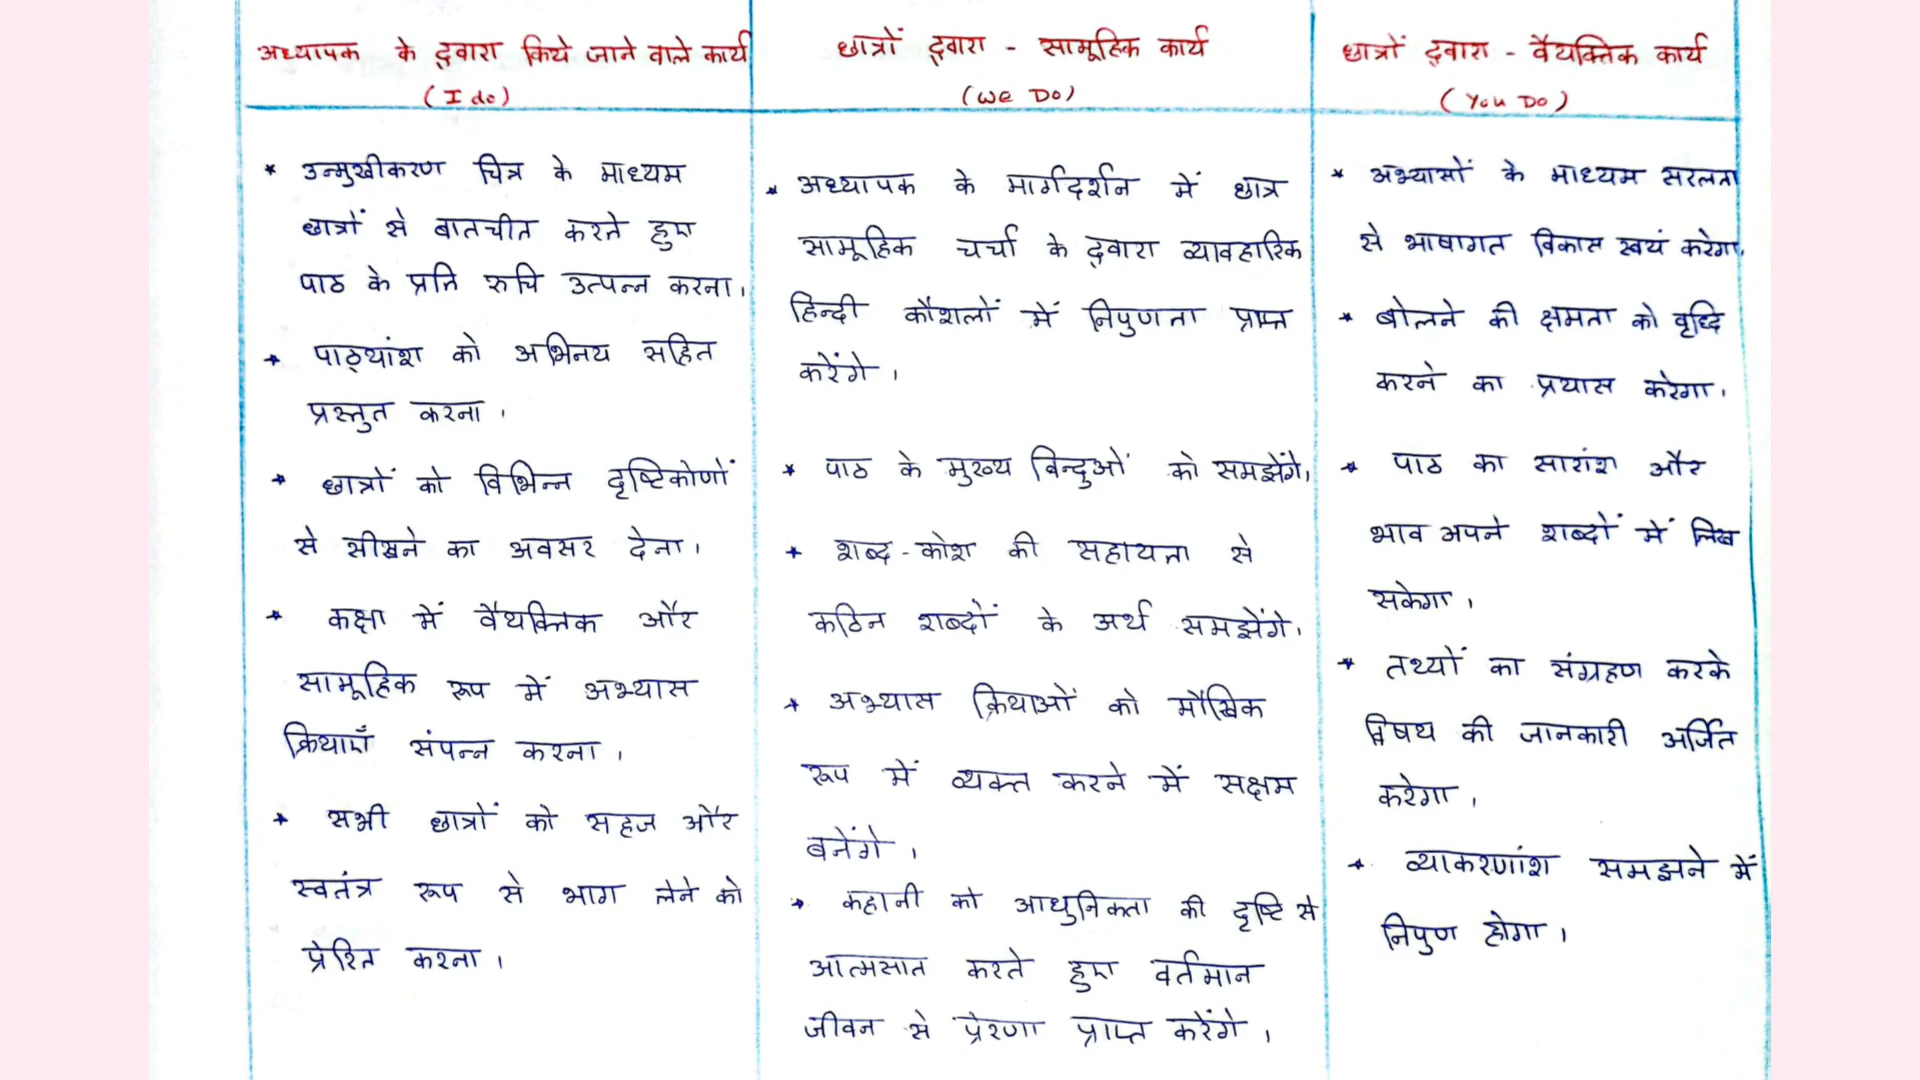 अध्यापक के द्वारा किये जाने वाले कार्य
(I do)
* उन्मुखीकरण चित्र के माध्यम
छात्रों से बातचीत करते हुए
पाठ के प्रति रुचि उत्पन्न करना।
* पाठ्यांश को अभिनय सहित
प्रस्तुत करना।
* छात्रों को विभिन्न दृष्टिकोणों
से सीखने का अवसर देना।
* कक्षा में वैयक्तिक और
सामूहिक रूप में अभ्यास
क्रियाएँ संपन्न करना।
* सभी छात्रों को सहज और
स्वतंत्र रूप से भाग लेने को
प्रेरित करना।
छात्रों द्वारा - सामूहिक कार्य
(We Do)
* अध्यापक के मार्गदर्शन में छात्र
सामूहिक चर्चा के द्वारा व्यावहारिक
हिन्दी कौशलों में निपुणता प्राप्त
करेंगे।
* पाठ के मुख्य बिन्दुओं को समझेंगे।
* शब्द-कोश की सहायता से
कठिन शब्दों के अर्थ समझेंगे।
* अभ्यास क्रियाओं को मौखिक
रूप में व्यक्त करने में सक्षम
बनेंगे।
* कहानी को आधुनिकता की दृष्टि से
आत्मसात करते हुए वर्तमान
जीवन से प्रेरणा प्राप्त करेंगे।
छात्रों द्वारा - वैयक्तिक कार्य
(You Do)
* अभ्यासों के माध्यम सरलता
से भाषागत विकास स्वयं करेगा।
* बोलने की क्षमता को वृध्दि
करने का प्रयास करेगा।
* पाठ का सारांश और
भाव अपने शब्दों में लिख
सकेगा।
* तथ्यों का संग्रहण करके
विषय की जानकारी अर्जित
करेगा।
* व्याकरणांश समझने में
निपुण होगा।